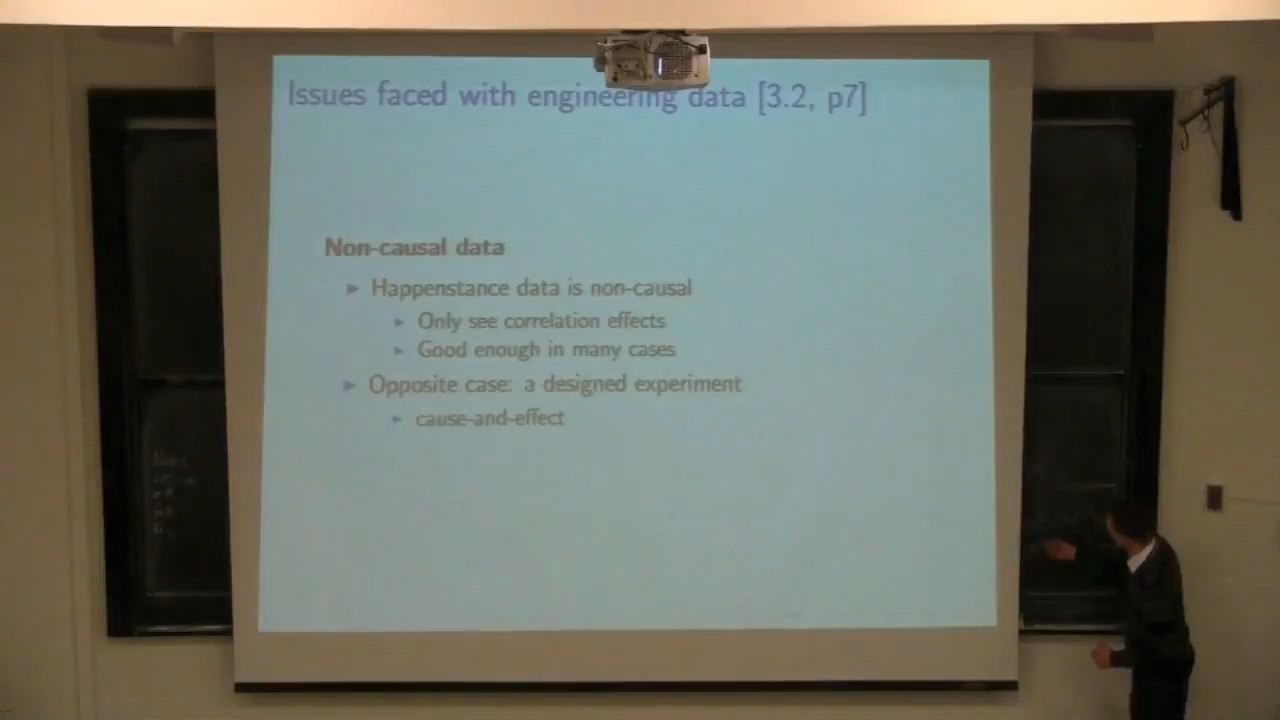 Issues faced with engineering data [3.2, p7]
Non-causal data
Happenstance data is non-causal
Only see correlation effects
Good enough in many cases
Opposite case: a designed experiment
cause-and-effect